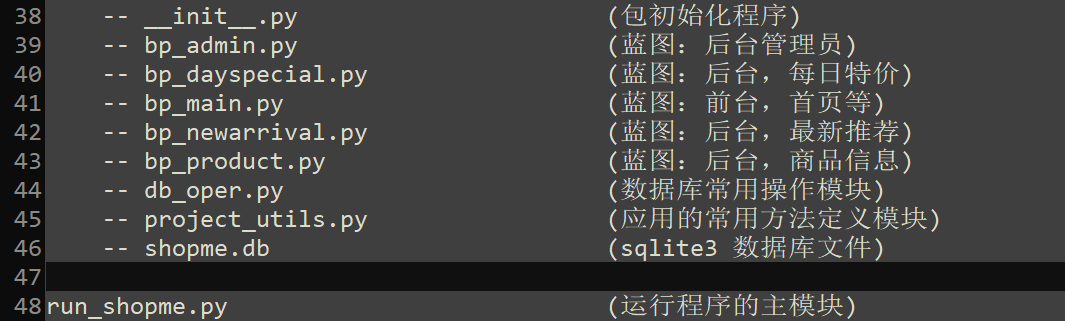 38    -- __init__.py                      (包初始化程序)
39    -- bp_admin.py                      (蓝图: 后台管理员)
40    -- bp_dayspecial.py                 (蓝图: 后台, 每日特价)
41    -- bp_main.py                       (蓝图: 前台, 首页等)
42    -- bp_newarrival.py                 (蓝图: 后台, 最新推荐)
43    -- bp_product.py                    (蓝图: 后台, 商品信息)
44    -- db_oper.py                       (数据库常用操作模块)
45    -- project_utils.py                 (应用的常用方法定义模块)
46    -- shopme.db                        (sqlite3 数据库文件)
47
48run_shopme.py                           (运行程序的主模块)